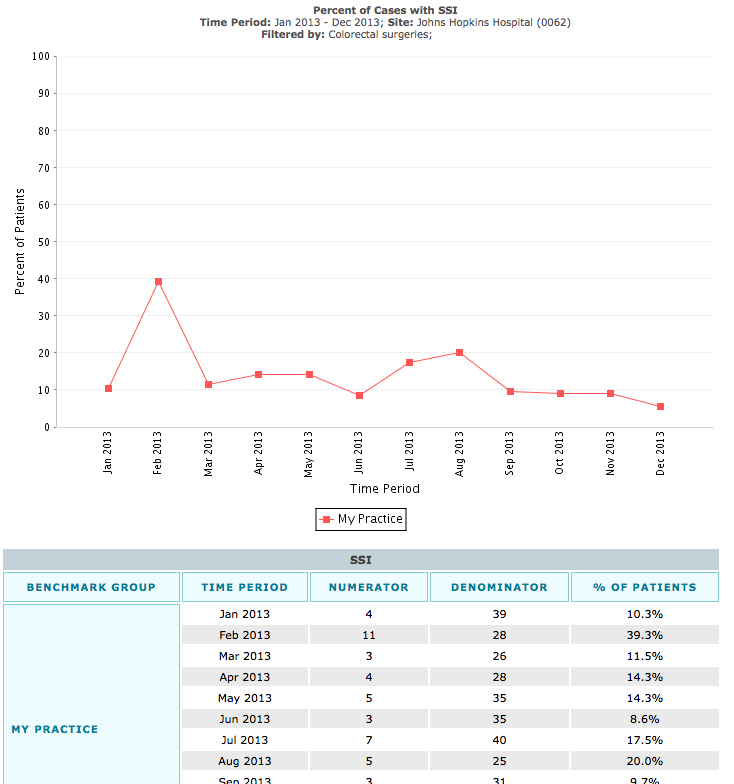 Percent of Cases with SSI
Time Period: Jan 2013 - Dec 2013; Site: Johns Hopkins Hospital (0062)
Filtered by: Colorectal surgeries;
100
90
80
70
60
50
40
30
20
10
0
Percent of Patients
Jan 2013
Feb 2013
Mar 2013
Apr 2013
May 2013
Jun 2013
Jul 2013
Aug 2013
Sep 2013
Oct 2013
Nov 2013
Dec 2013
Time Period
My Practice
SSI
BENCHMARK GROUP TIME PERIOD NUMERATOR DENOMINATOR % OF PATIENTS
Jan 2013 4 39 10.3%
Feb 2013 11 28 39.3%
Mar 2013 3 26 11.5%
Apr 2013 4 28 14.3%
May 2013 5 35 14.3%
Jun 2013 3 35 8.6%
MY PRACTICE
Jul 2013 7 40 17.5%
Aug 2013 5 25 20.0%
Sep 2013 3 31 9.7%